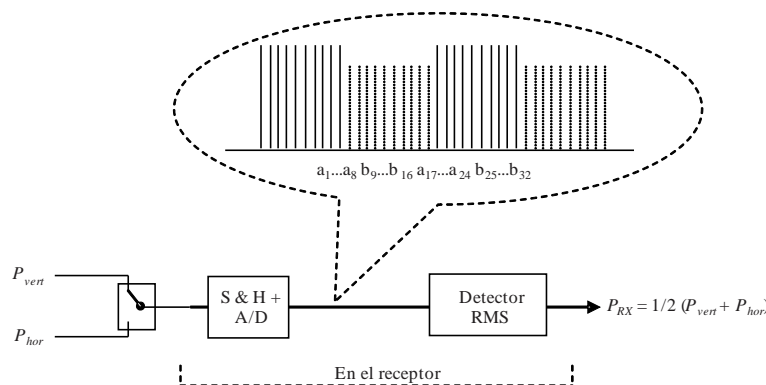 a1...a8 b9...b16 a17...a24 b25...b32
Pvert
Phor
S & H +
A/D
Detector
RMS
PRX = 1/2 (Pvert + Phor)
En el receptor